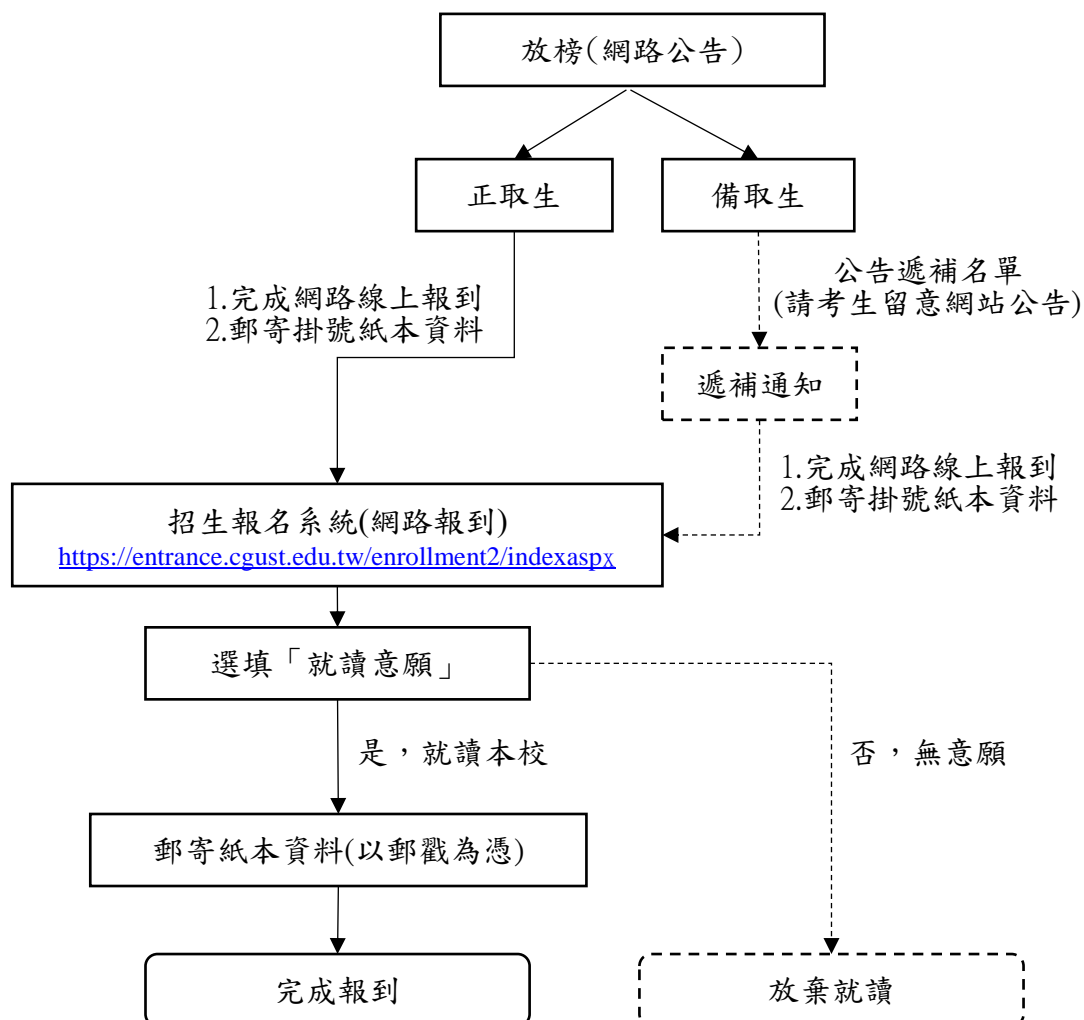 放榜(網路公告)
正取生
備取生
1.完成網路線上報到
2.郵寄掛號紙本資料
公告遞補名單
(請考生留意網站公告)
遞補通知
1.完成網路線上報到
2.郵寄掛號紙本資料
招生報名系統(網路報到)
https://entrance.cgust.edu.tw/enrollment2/indexaspx
選填「就讀意願」
是，就讀本校
否，無意願
郵寄紙本資料(以郵戳為憑)
完成報到
放棄就讀